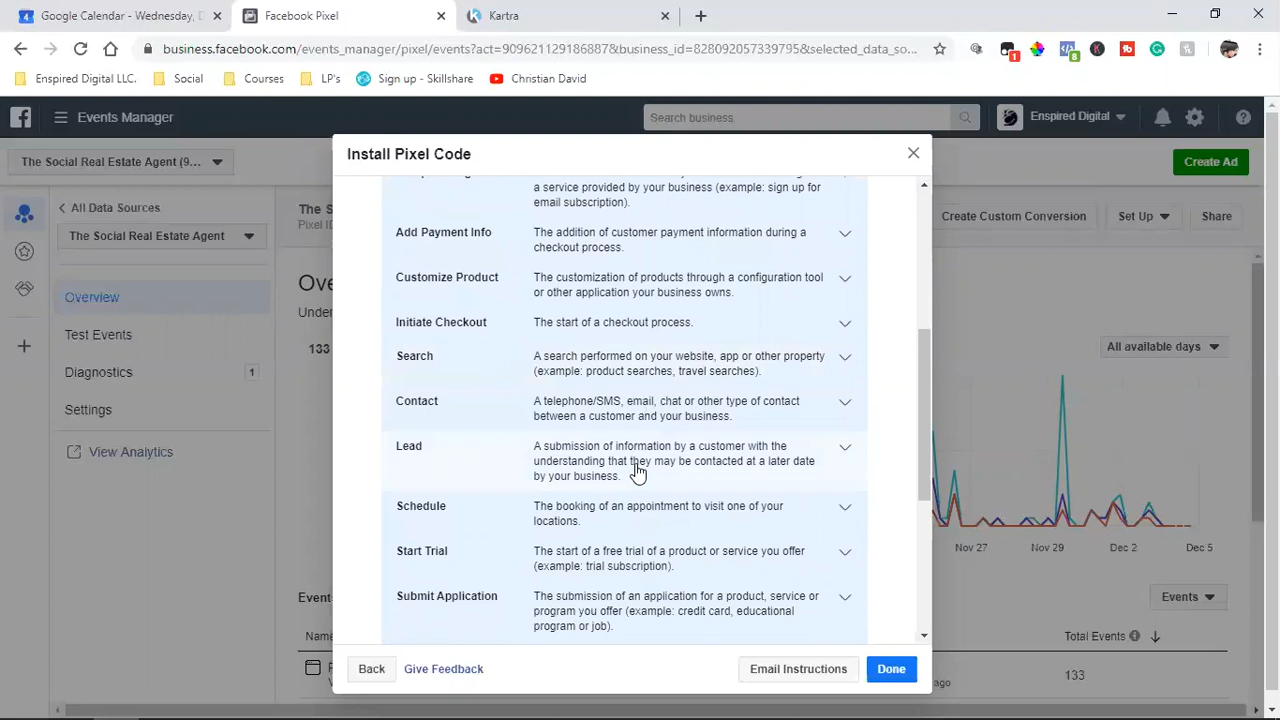 Google Calendar - Wednesday, D
Facebook Pixel
Kartra
business.facebook.com/events_manager/pixel/events?act=909621129186887&business_id=828092057339795&selected_data_so...
1
8
Enspired Digital LLC.
Social
Courses
LP's
Sign up - Skillshare
Christian David
Events Manager
Search business
Enspired Digital
The Social Real Estate Agent (9...
Create Ad
All Data Sources
The Social Real Estate Agent
The S
Pixel ID
Create Custom Conversion
Set Up
Share
Overview
Test Events
Diagnostics
1
Settings
View Analytics
Ove
Under
133
All available days
Nov 27
Nov 29
Dec 2
Dec 5
Events
Even
Name
Total Events
133
ago
Install Pixel Code
a service provided by your business (example: sign up for
email subscription).
Add Payment Info
The addition of customer payment information during a
checkout process.
Customize Product
The customization of products through a configuration tool
or other application your business owns.
Initiate Checkout
The start of a checkout process.
Search
A search performed on your website, app or other property
(example: product searches, travel searches).
Contact
A telephone/SMS, email, chat or other type of contact
between a customer and your business.
Lead
A submission of information by a customer with the
understanding that they may be contacted at a later date
by your business.
Schedule
The booking of an appointment to visit one of your
locations.
Start Trial
The start of a free trial of a product or service you offer
(example: trial subscription).
Submit Application
The submission of an application for a product, service or
program you offer (example: credit card, educational
program or job).
Back
Give Feedback
Email Instructions
Done